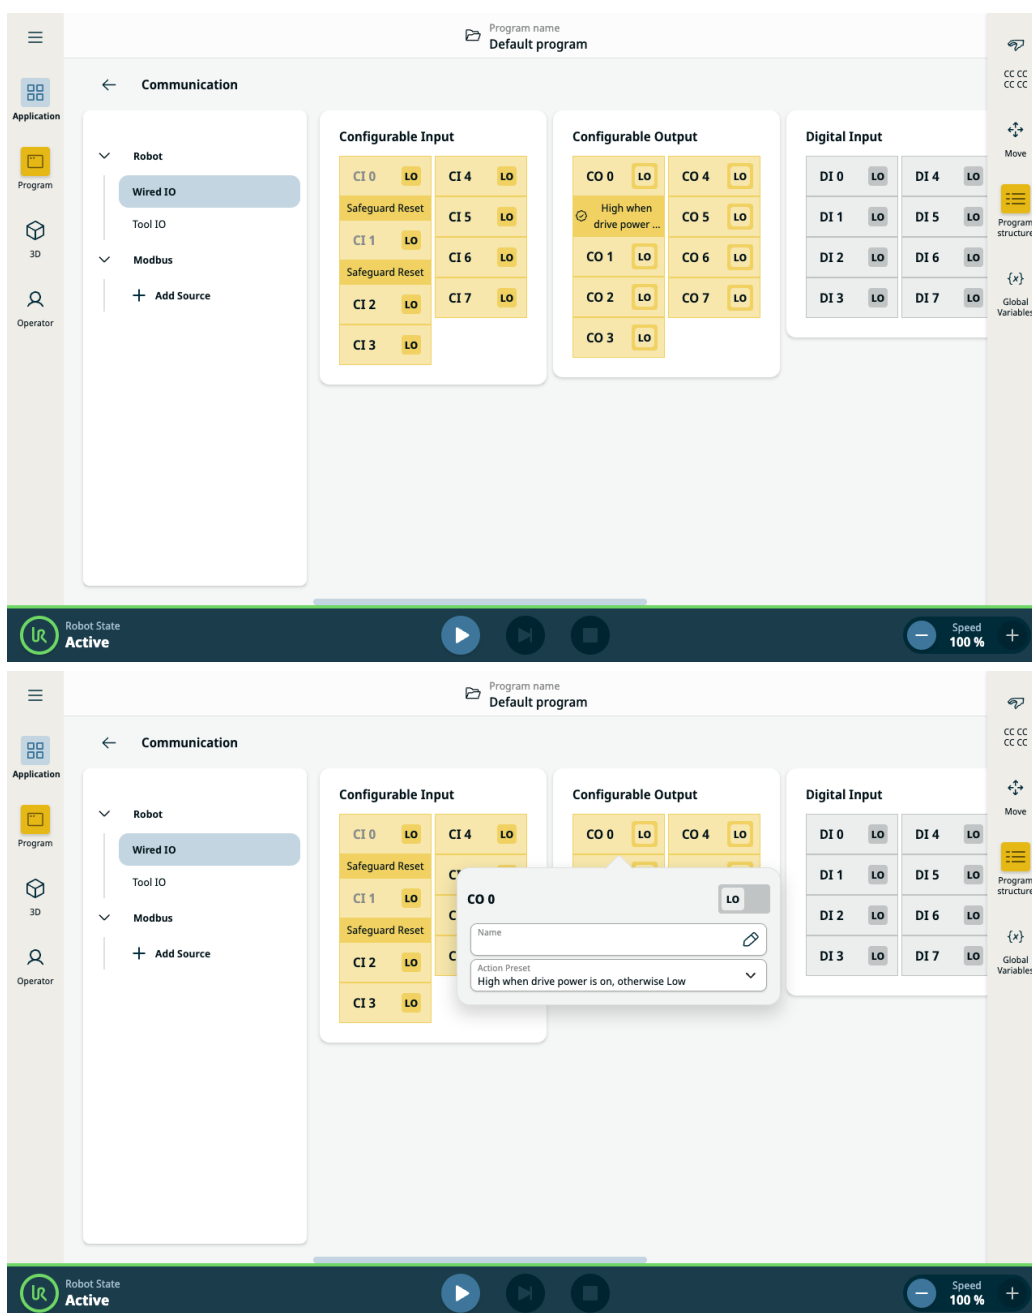 Program name
Default program
Application
Program
3D
Operator
Communication
Robot
Wired IO
Tool IO
Modbus
+ Add Source
Configurable Input
CI 0 LO CI 4 LO
Safeguard Reset
CI 5 LO
CI 1 LO
CI 6 LO
Safeguard Reset
CI 2 LO CI 7 LO
CI 3 LO
Configurable Output
CO 0 LO CO 4 LO
High when
drive power ...
CO 5 LO
CO 1 LO CO 6 LO
CO 2 LO CO 7 LO
CO 3 LO
Digital Input
DI 0 LO DI 4 LO
DI 1 LO DI 5 LO
DI 2 LO DI 6 LO
DI 3 LO DI 7 LO
CC CC
CC CC
Move
Program
structure
{x}
Global
Variables
UR
Robot State
Active
Speed
100 %
Program name
Default program
Application
Program
3D
Operator
Communication
Robot
Wired IO
Tool IO
Modbus
+ Add Source
Configurable Input
CI 0 LO CI 4 LO
Safeguard Reset
CI 1 LO
Safeguard Reset
CI 2 LO
CI 3 LO
Configurable Output
CO 0 LO CO 4 LO
CO 0 LO
Name
Action Preset
High when drive power is on, otherwise Low
Digital Input
DI 0 LO DI 4 LO
DI 1 LO DI 5 LO
DI 2 LO DI 6 LO
DI 3 LO DI 7 LO
CC CC
CC CC
Move
Program
structure
{x}
Global
Variables
UR
Robot State
Active
Speed
100 %